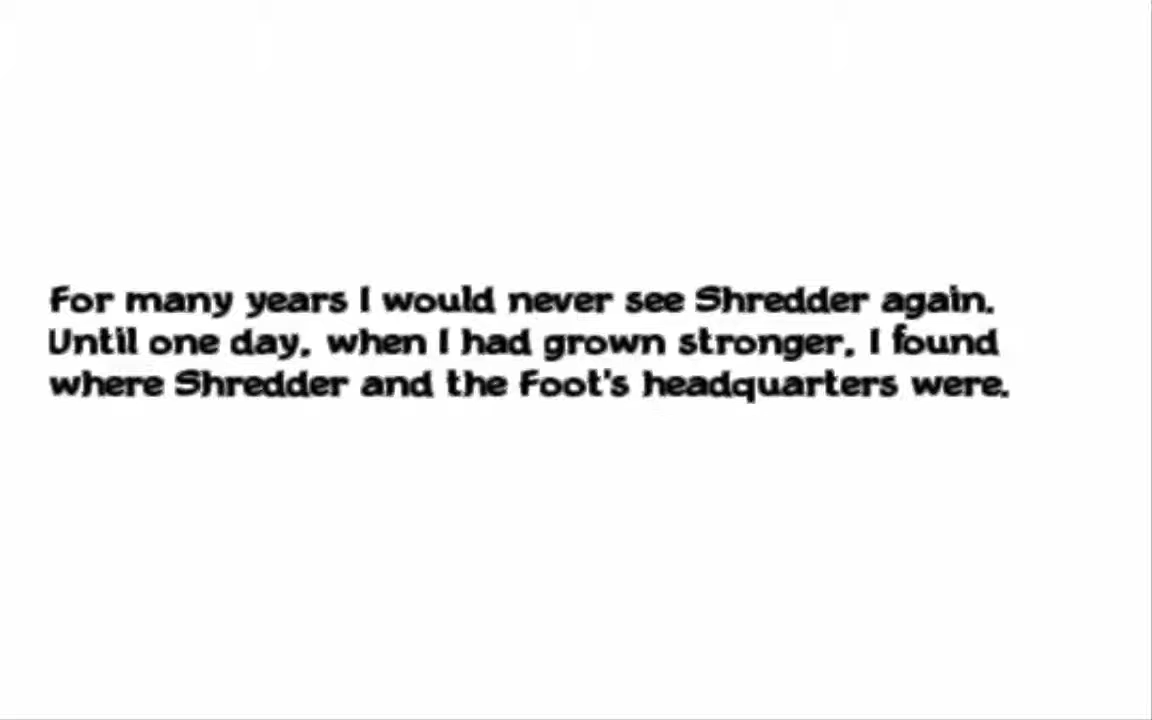 For many years I would never see Shredder again.
Until one day, when I had grown stronger, I found
where Shredder and the Foot's headquarters were.